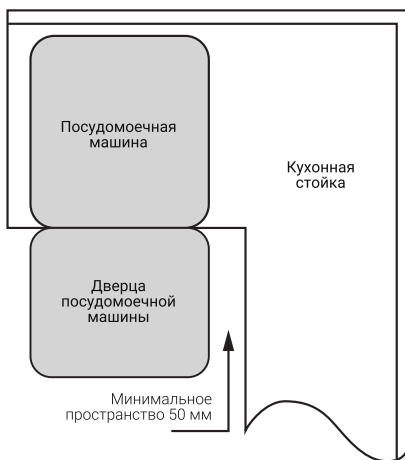 Посудомоечная
машина
Кухонная
стойка
Дверца
посудомоечной
машины
Минимальное
пространство 50 мм